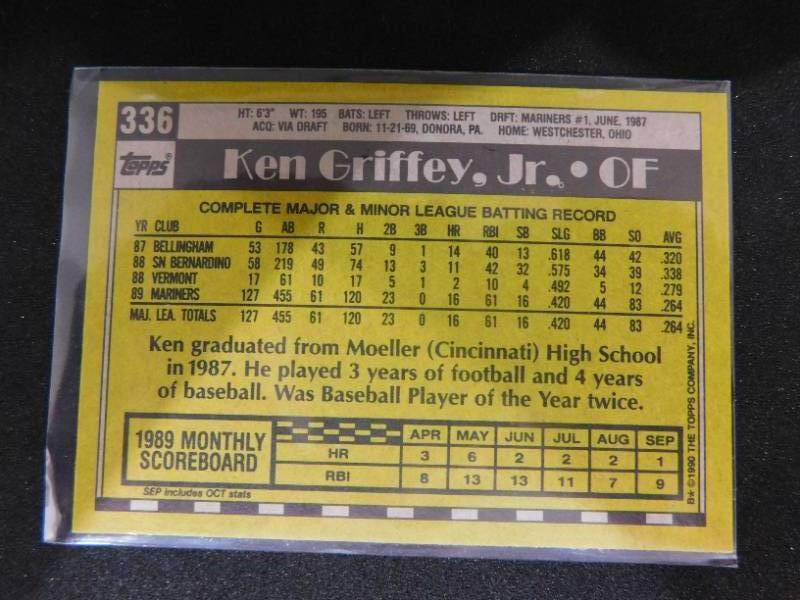 336
HT: 6'3" WT: 195 BATS: LEFT THROWS: LEFT DRFT: MARINERS #1, JUNE, 1987
ACQ: VIA DRAFT BORN: 11-21-69, DONORA, PA. HOME: WESTCHESTER, OHIO
Topps® Ken Griffey, Jr. • OF
COMPLETE MAJOR & MINOR LEAGUE BATTING RECORD
YR CLUB G AB R H 2B 3B HR RBI SB SLG BB SO AVG
87 BELLINGHAM 53 178 43 57 9 1 14 40 13 .618 44 42 .320
88 SN BERNARDINO 58 219 49 74 13 3 11 42 32 .575 34 39 .338
88 VERMONT 17 61 10 17 5 1 2 10 4 .492 5 12 .279
89 MARINERS 127 455 61 120 23 0 16 61 16 .420 44 83 .264
MAJ. LEA. TOTALS 127 455 61 120 23 0 16 61 16 .420 44 83 .264
Ken graduated from Moeller (Cincinnati) High School
in 1987. He played 3 years of football and 4 years
of baseball. Was Baseball Player of the Year twice.
1989 MONTHLY
SCOREBOARD
APR MAY JUN JUL AUG SEP
HR 3 6 2 2 2 1
RBI 8 13 13 11 7 9
SEP includes OCT stats
B* © 1990 THE TOPPS COMPANY, INC.